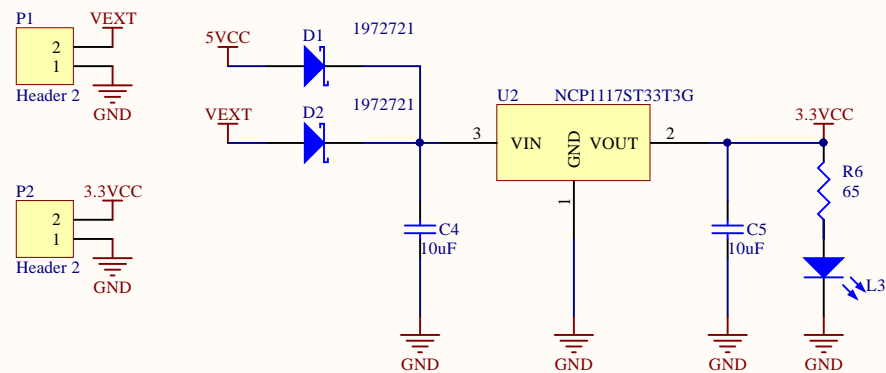 P1
VEXT
2
1
Header 2
GND
P2
3.3VCC
2
1
Header 2
GND
5VCC
D1
1972721
VEXT
D2
1972721
C4
10uF
GND
U2
NCP1117ST33T3G
3
VIN
GND
VOUT
2
1
GND
C5
10uF
GND
3.3VCC
R6
65
L3
GND